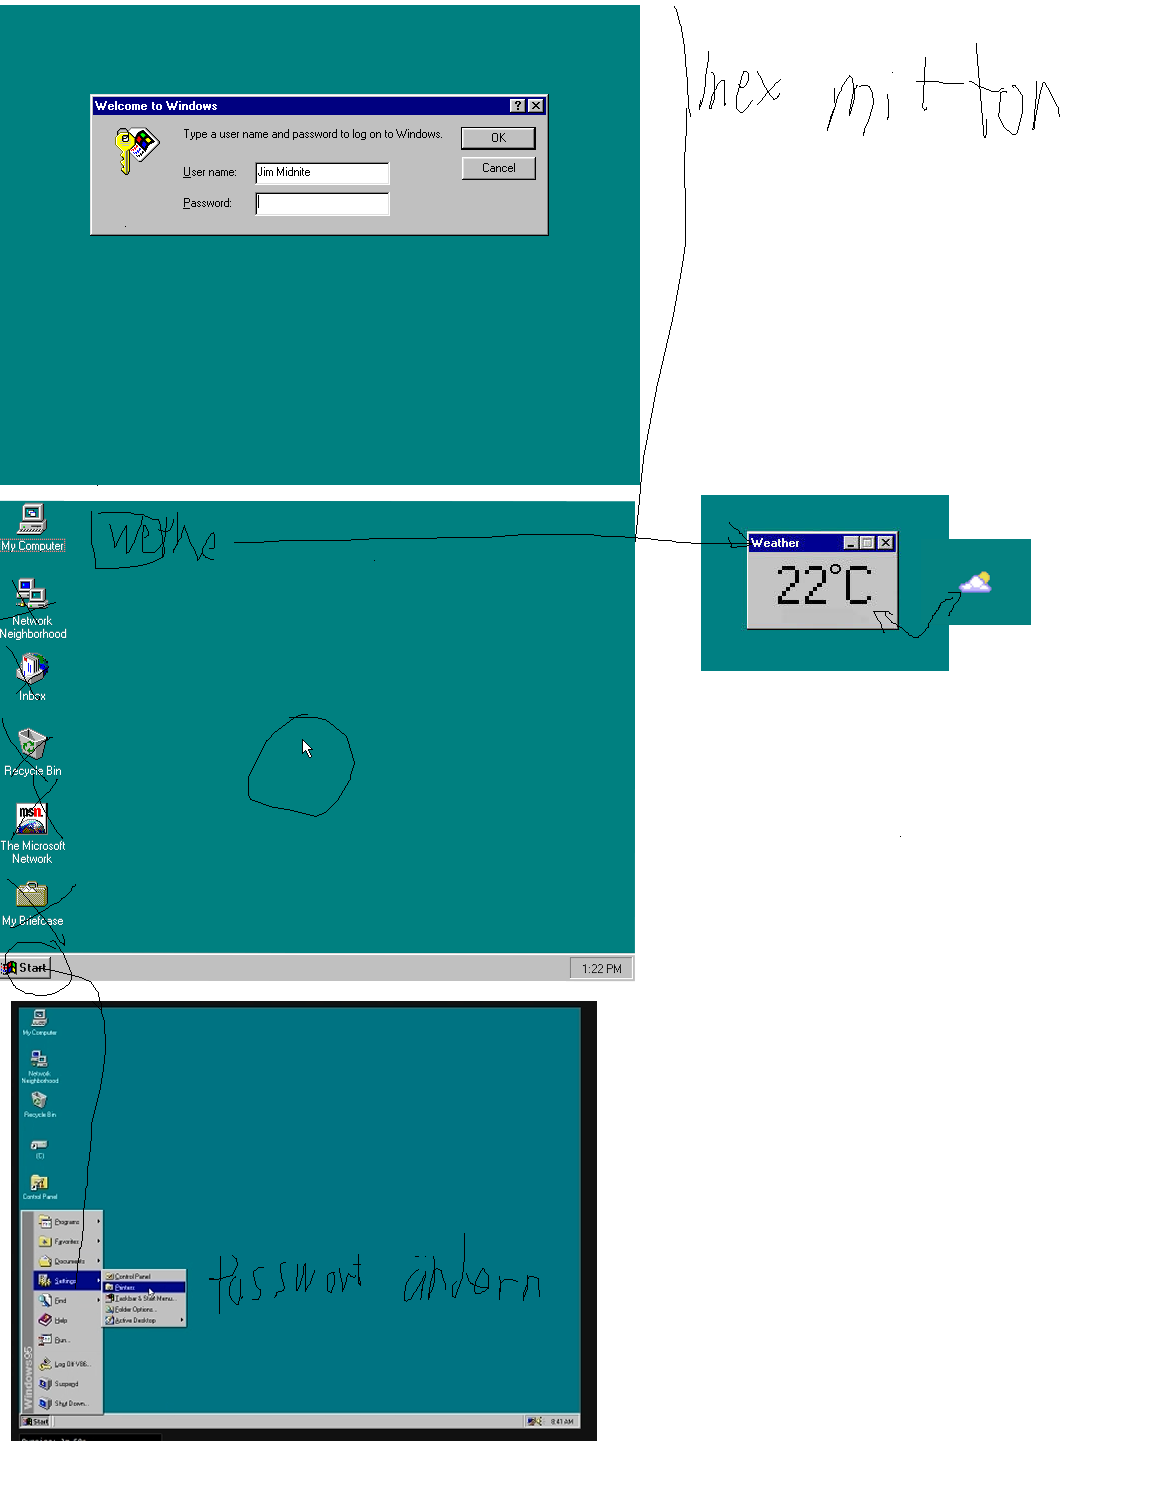 Welcome to Windows
Type a user name and password to log on to Windows.
OK
User name: Jim Midnite
Cancel
Password:
mitton
My Computer
wethe
Weather
22°C
Network
Neighborhood
Inbox
Recycle Bin
msn.
The Microsoft
Network
My Briefcase
Start
1:22 PM
My Computer
Network
Neighborhood
Recycle Bin
(C)
Control Panel
Programs
Favorites
Documents
Settings
Control Panel
Printers
Taskbar & Start Menu...
Folder Options...
Active Desktop
Find
Help
Run...
Log Off V86...
Suspend
Shut Down...
Windows95
Passwort ändern
Start
8:41 AM